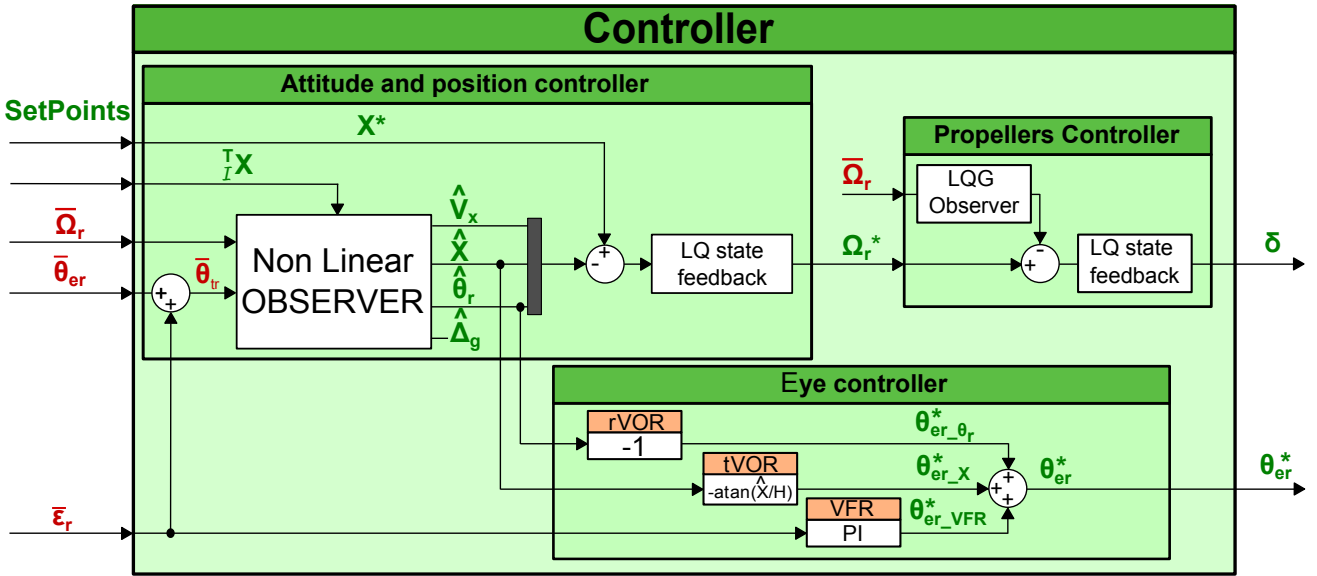 Controller
Attitude and position controller
SetPoints
X*
T I X
Ω̅r
θ̅er
θ̅tr
Non Linear
OBSERVER
V̂x
X̂
θ̂r
Δ̂g
+
-
+
+
LQ state
feedback
Propellers Controller
Ω̅r
LQG
Observer
Ωr*
-
+
LQ state
feedback
δ
Eye controller
rVOR
-1
θ*er_θr
tVOR
-atan(X̂/H)
θ*er_X
VFR
PI
θ*er_VFR
+
+
+
+
θ*er
θ*er
ε̅r